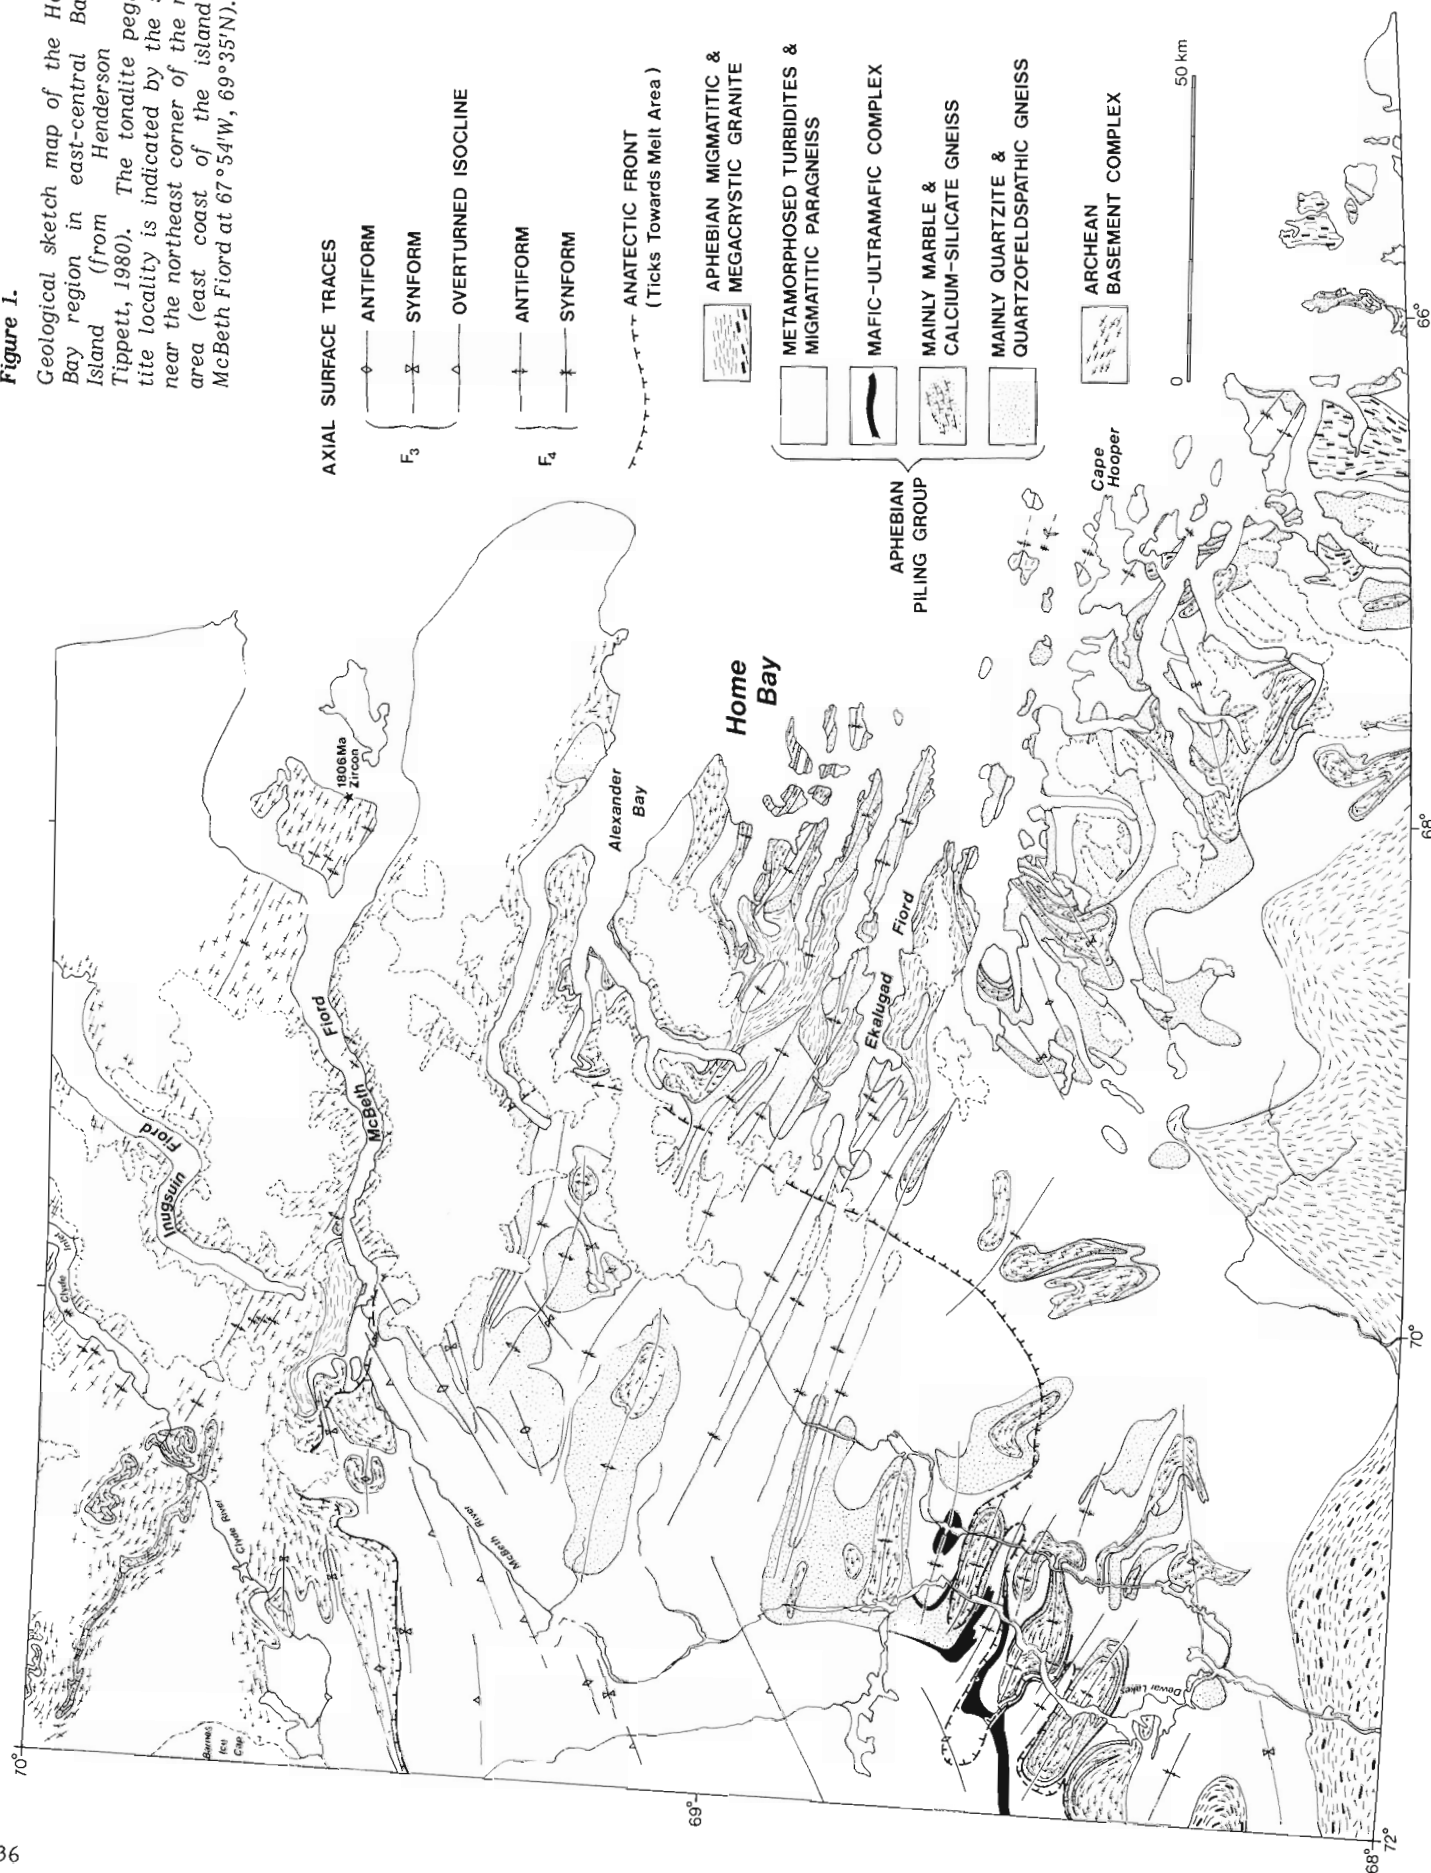 Figure 1.
Geological sketch map of the
Bay region in east-central
Island (from Henderson
Tippett, 1980). The tonalite
tite locality is indicated by the
near the northeast corner of the
area (east coast of the island
McBeth Fiord at 67°54'W, 69°35'N).
AXIAL SURFACE TRACES
F3
ANTIFORM
SYNFORM
OVERTURNED ISOCLINE
F4
ANTIFORM
SYNFORM
ANATECTIC FRONT
(Ticks Towards Melt Area)
APHEBIAN MIGMATITIC &
MEGACRYSTIC GRANITE
APHEBIAN
PILING GROUP
METAMORPHOSED TURBIDITES &
MIGMATITIC PARAGNEISS
MAFIC-ULTRAMAFIC COMPLEX
MAINLY MARBLE &
CALCIUM-SILICATE GNEISS
MAINLY QUARTZITE &
QUARTZOFELDSPATHIC GNEISS
ARCHEAN
BASEMENT COMPLEX
0
50 km
1806Ma
Zircon
Home
Bay
Alexander
Bay
Cape
Hooper
Ekalugad Fiord
McBeth Fiord
Inugsuin Fiord
Clyde Inlet
Clyde River
McBeth River
Barnes
Ice
Cap
Dewar Lakes
70°
69°
68°
72°
70°
68°
66°
36